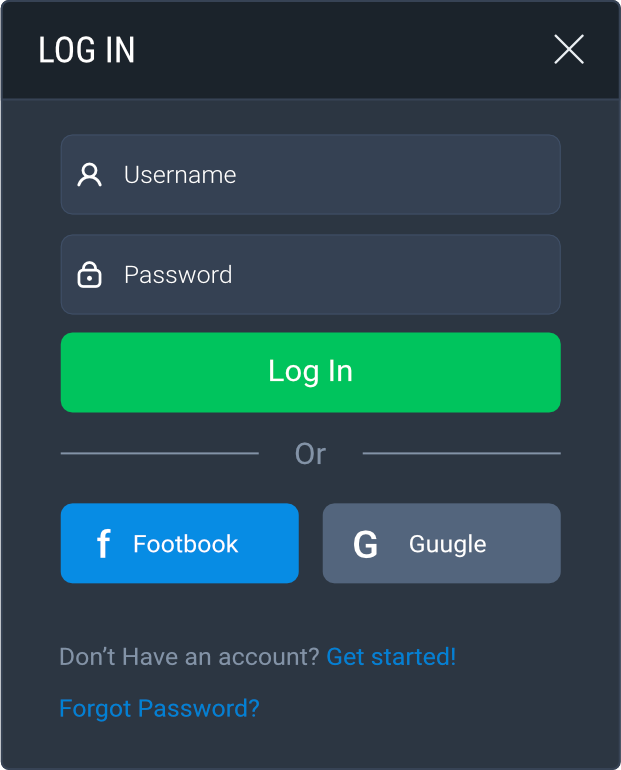 LOG IN
Username
Password
Log In
Or
f Footbook
G Guugle
Don’t Have an account? Get started!
Forgot Password?